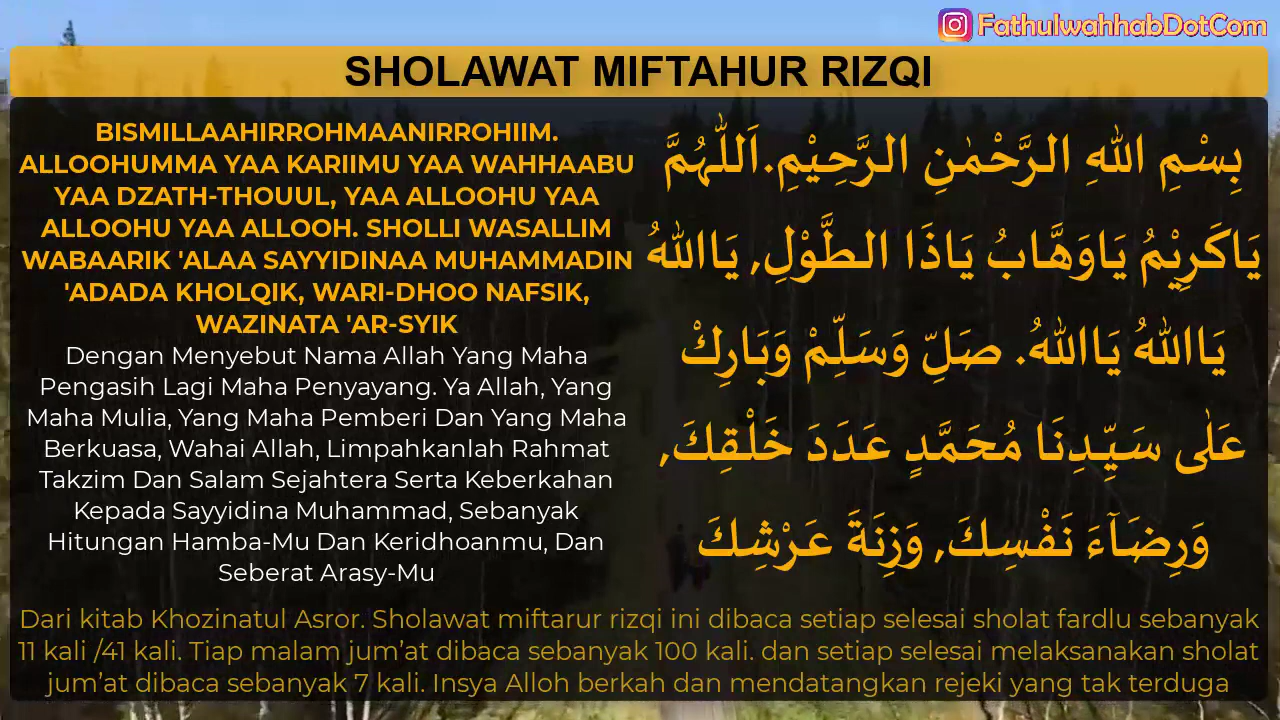 FathulwahhabDotCom
SHOLAWAT MIFTAHUR RIZQI
BISMILLAAHIRROHMAANIRROHIIM.
ALLOOHUMMA YAA KARIIMU YAA WAHHAABU
YAA DZATH-THOUUL, YAA ALLOOHU YAA
ALLOOHU YAA ALLOOH. SHOLLI WASALLIM
WABAARIK 'ALAA SAYYIDINAA MUHAMMADIN
'ADADA KHOLQIK, WARI-DHOO NAFSIK,
WAZINATA 'AR-SYIK
Dengan Menyebut Nama Allah Yang Maha
Pengasih Lagi Maha Penyayang. Ya Allah, Yang
Maha Mulia, Yang Maha Pemberi Dan Yang Maha
Berkuasa, Wahai Allah, Limpahkanlah Rahmat
Takzim Dan Salam Sejahtera Serta Keberkahan
Kepada Sayyidina Muhammad, Sebanyak
Hitungan Hamba-Mu Dan Keridhoanmu, Dan
Seberat Arasy-Mu
بِسْمِ اللهِ الرَّحْمٰنِ الرَّحِيْمِ.اَللّٰهُمَّ
يَاكَرِيْمُ يَاوَهَّابُ يَاذَا الطَّوْلِ, يَااللهُ
يَااللهُ يَااللهُ. صَلِّ وَسَلِّمْ وَبَارِكْ
عَلٰى سَيِّدِنَا مُحَمَّدٍ عَدَدَ خَلْقِكَ,
وَرِضَآءَ نَفْسِكَ, وَزِنَةَ عَرْشِكَ
Dari kitab Khozinatul Asror. Sholawat miftarur rizqi ini dibaca setiap selesai sholat fardlu sebanyak
11 kali /41 kali. Tiap malam jum’at dibaca sebanyak 100 kali. dan setiap selesai melaksanakan sholat
jum’at dibaca sebanyak 7 kali. Insya Alloh berkah dan mendatangkan rejeki yang tak terduga